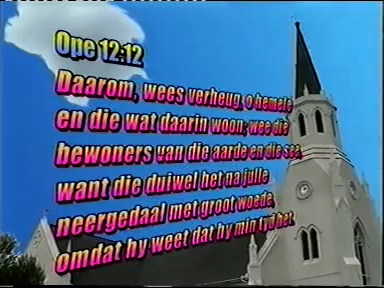 Ope 12:12
Daarom, wees verheug, o hemele
en die wat daarin woon; wee die
bewoners van die aarde en die see,
want die duiwel het na julle
neergedaal met groot woede,
omdat hy weet dat hy min tyd het.